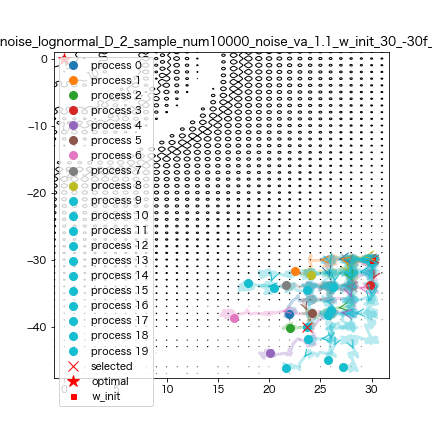 noise_lognormal_D_2_sample_num10000_noise_va_1.1_w_init_30_-30f_
0
−10
−20
−30
−40
process 0
process 1
process 2
process 3
process 4
process 5
process 6
process 7
process 8
process 9
process 10
process 11
process 12
process 13
process 14
process 15
process 16
process 17
process 18
process 19
selected
optimal
w_init
0
10
15
20
25
30